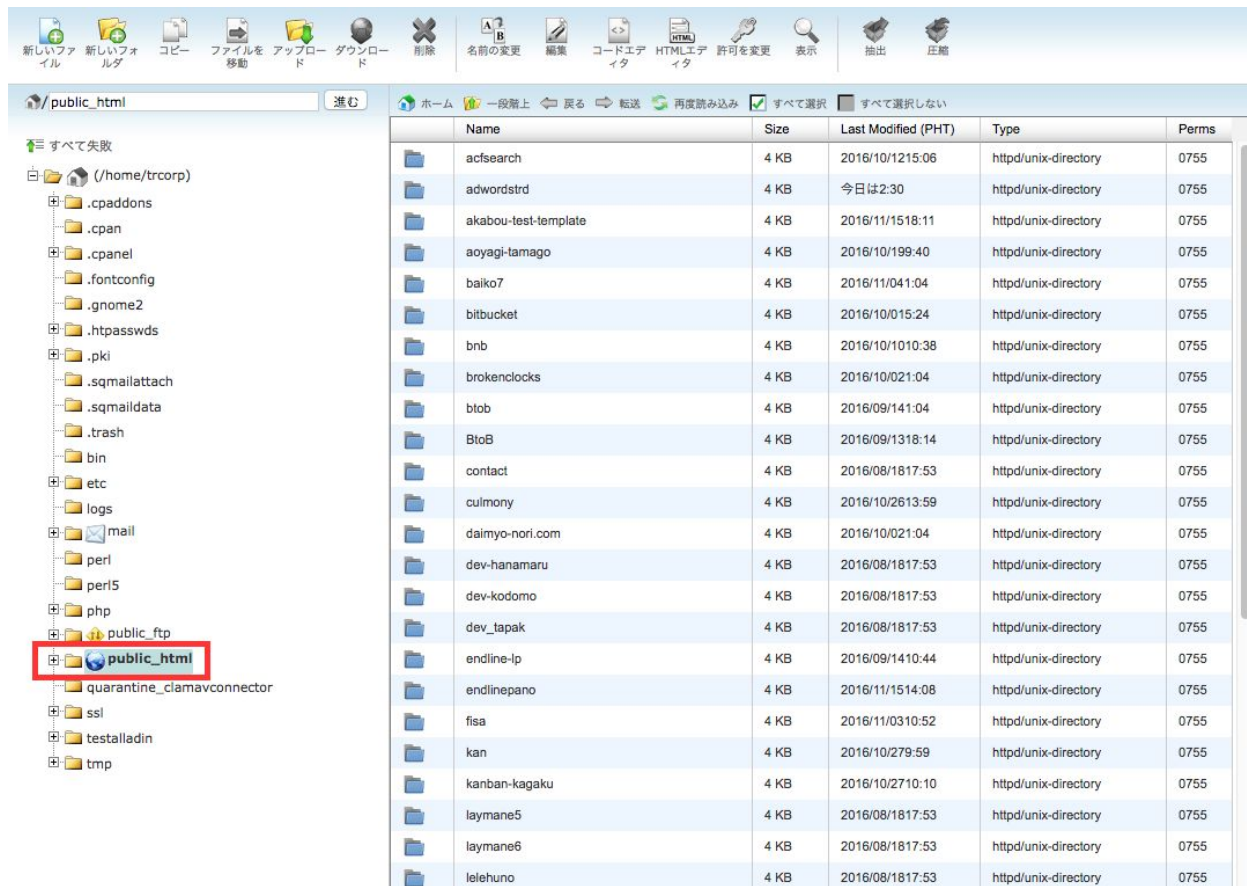 新しいファイル
新しいフォルダ
コピー
ファイルを移動
アップロード
ダウンロード
削除
名前の変更
編集
コードエディタ
HTMLエディタ
許可を変更
表示
抽出
圧縮
/ public_html 進む
ホーム 一段階上 戻る 転送 再度読み込み すべて選択 すべて選択しない
すべて失敗
(/home/trcorp)
.cpaddons
.cpan
.cpanel
.fontconfig
.gnome2
.htpasswds
.pki
.sqmailattach
.sqmaildata
.trash
bin
etc
logs
mail
perl
perl5
php
public_ftp
public_html
quarantine_clamavconnector
ssl
testalladin
tmp
Name Size Last Modified (PHT) Type Perms
acfsearch 4 KB 2016/10/1215:06 httpd/unix-directory 0755
adwordstrd 4 KB 今日は2:30 httpd/unix-directory 0755
akabou-test-template 4 KB 2016/11/1518:11 httpd/unix-directory 0755
aoyagi-tamago 4 KB 2016/10/199:40 httpd/unix-directory 0755
baiko7 4 KB 2016/11/041:04 httpd/unix-directory 0755
bitbucket 4 KB 2016/10/015:24 httpd/unix-directory 0755
bnb 4 KB 2016/10/1010:38 httpd/unix-directory 0755
brokenclocks 4 KB 2016/10/021:04 httpd/unix-directory 0755
btob 4 KB 2016/09/141:04 httpd/unix-directory 0755
BtoB 4 KB 2016/09/1318:14 httpd/unix-directory 0755
contact 4 KB 2016/08/1817:53 httpd/unix-directory 0755
culmony 4 KB 2016/10/2613:59 httpd/unix-directory 0755
daimyo-nori.com 4 KB 2016/10/021:04 httpd/unix-directory 0755
dev-hanamaru 4 KB 2016/08/1817:53 httpd/unix-directory 0755
dev-kodomo 4 KB 2016/08/1817:53 httpd/unix-directory 0755
dev_tapak 4 KB 2016/08/1817:53 httpd/unix-directory 0755
endline-lp 4 KB 2016/09/1410:44 httpd/unix-directory 0755
endlinepano 4 KB 2016/11/1514:08 httpd/unix-directory 0755
fisa 4 KB 2016/11/0310:52 httpd/unix-directory 0755
kan 4 KB 2016/10/279:59 httpd/unix-directory 0755
kanban-kagaku 4 KB 2016/10/2710:10 httpd/unix-directory 0755
laymane5 4 KB 2016/08/1817:53 httpd/unix-directory 0755
laymane6 4 KB 2016/08/1817:53 httpd/unix-directory 0755
lelehuno 4 KB 2016/08/1817:53 httpd/unix-directory 0755